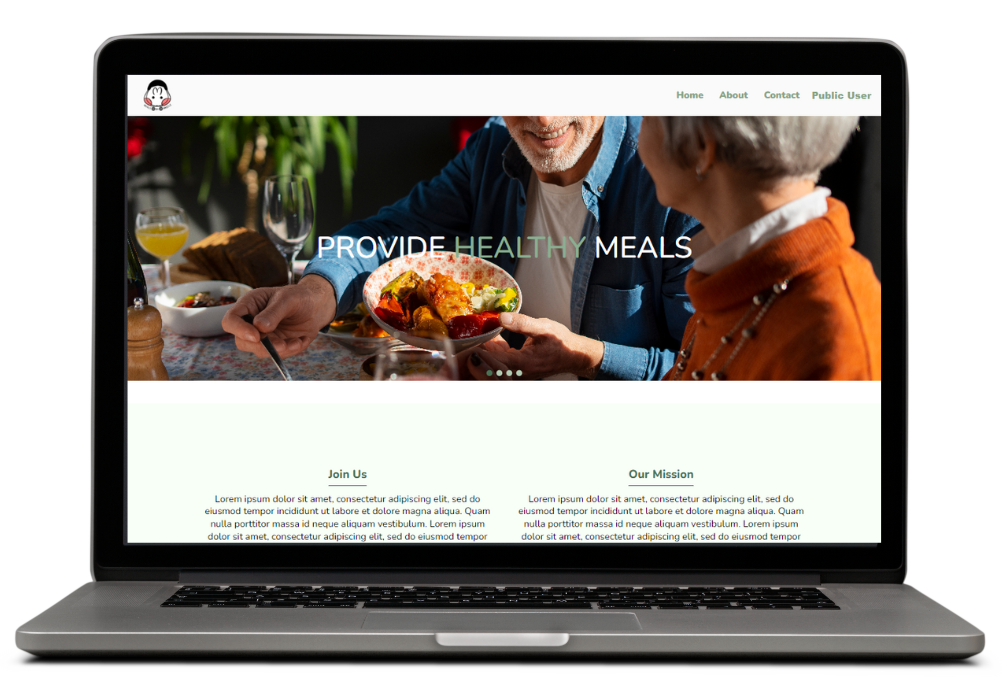 Home About Contact Public User
PROVIDE HEALTHY MEALS
Join Us
Lorem ipsum dolor sit amet, consectetur adipiscing elit, sed do
eiusmod tempor incididunt ut labore et dolore magna aliqua. Quam
nulla porttitor massa id neque aliquam vestibulum. Lorem ipsum
dolor sit amet, consectetur adipiscing elit, sed do eiusmod tempor
Our Mission
Lorem ipsum dolor sit amet, consectetur adipiscing elit, sed do
eiusmod tempor incididunt ut labore et dolore magna aliqua. Quam
nulla porttitor massa id neque aliquam vestibulum. Lorem ipsum
dolor sit amet, consectetur adipiscing elit, sed do eiusmod tempor